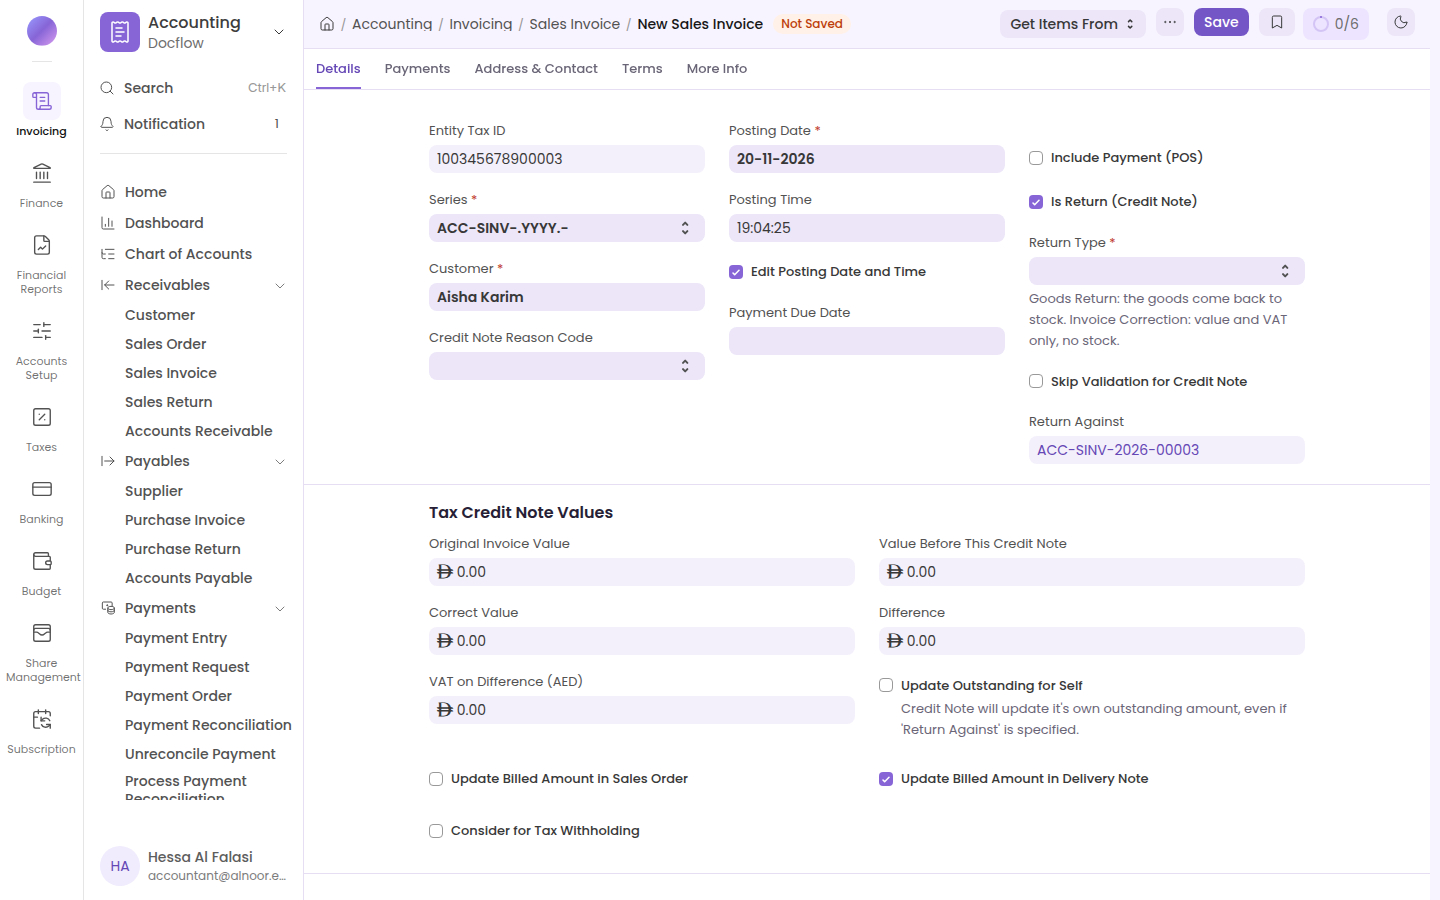 Accounting
Docflow
Search
Ctrl+K
Notification
1
Invoicing
Finance
Financial
Reports
Accounts
Setup
Taxes
Banking
Budget
Share
Management
Subscription
Home
Dashboard
Chart of Accounts
Receivables
Customer
Sales Order
Sales Invoice
Sales Return
Accounts Receivable
Payables
Supplier
Purchase Invoice
Purchase Return
Accounts Payable
Payments
Payment Entry
Payment Request
Payment Order
Payment Reconciliation
Unreconcile Payment
Process Payment
Reconciliation
HA
Hessa Al Falasi
accountant@alnoor.e...
/ Accounting / Invoicing / Sales Invoice / New Sales Invoice
Not Saved
Get Items From
Save
0/6
Details
Payments
Address & Contact
Terms
More Info
Entity Tax ID
100345678900003
Series *
ACC-SINV-.YYYY.-
Customer *
Aisha Karim
Credit Note Reason Code
Posting Date *
20-11-2026
Posting Time
19:04:25
Edit Posting Date and Time
Payment Due Date
Include Payment (POS)
Is Return (Credit Note)
Return Type *
Goods Return: the goods come back to
stock. Invoice Correction: value and VAT
only, no stock.
Skip Validation for Credit Note
Return Against
ACC-SINV-2026-00003
Tax Credit Note Values
Original Invoice Value
0.00
Value Before This Credit Note
0.00
Correct Value
0.00
Difference
0.00
VAT on Difference (AED)
0.00
Update Outstanding for Self
Credit Note will update it's own outstanding amount, even if
'Return Against' is specified.
Update Billed Amount in Sales Order
Update Billed Amount in Delivery Note
Consider for Tax Withholding